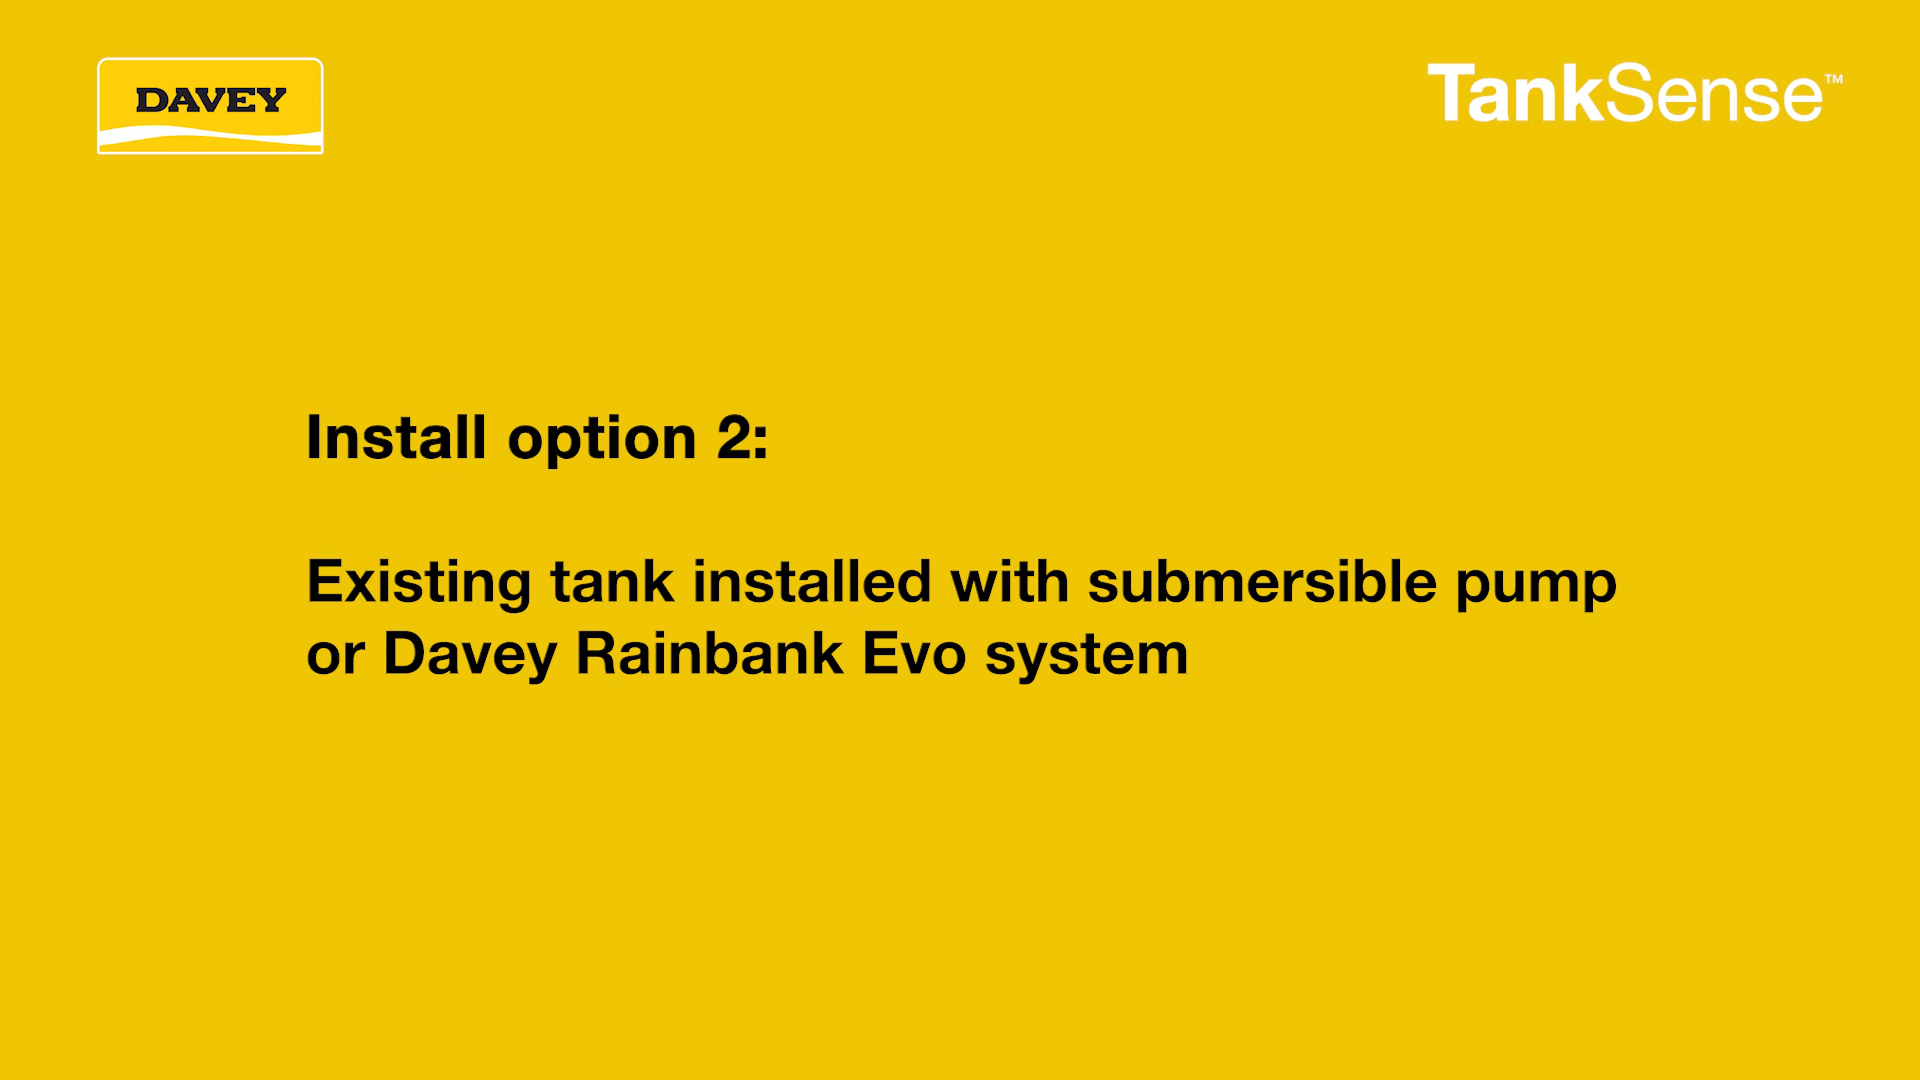 DAVEY
TankSense™
Install option 2:
Existing tank installed with submersible pump
or Davey Rainbank Evo system